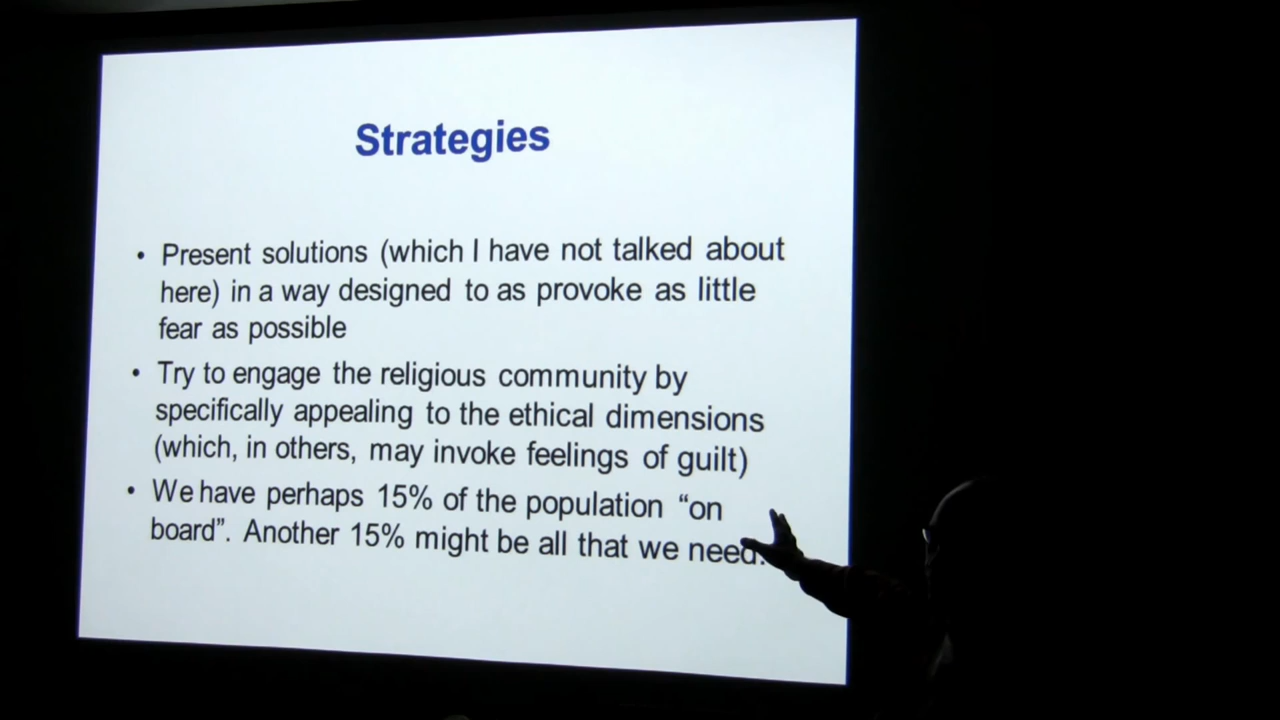 Strategies
• Present solutions (which I have not talked about
here) in a way designed to as provoke as little
fear as possible
• Try to engage the religious community by
specifically appealing to the ethical dimensions
(which, in others, may invoke feelings of guilt)
• We have perhaps 15% of the population “on
board”. Another 15% might be all that we need.